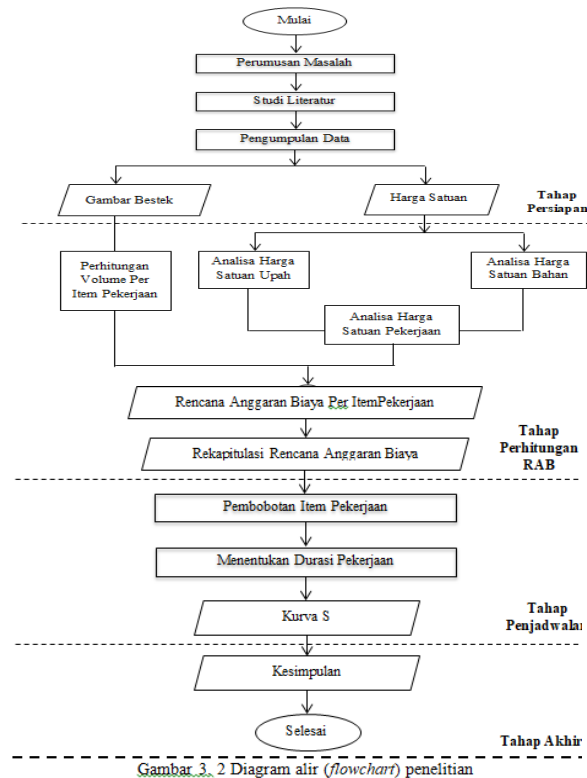 Mulai
Perumusan Masalah
Studi Literatur
Pengumpulan Data
Gambar Bestek
Harga Satuan
Tahap
Persiapan
Perhitungan
Volume Per
Item Pekerjaan
Analisa Harga
Satuan Upah
Analisa Harga
Satuan Bahan
Analisa Harga
Satuan Pekerjaan
Rencana Anggaran Biaya Per ItemPekerjaan
Rekapitulasi Rencana Anggaran Biaya
Tahap
Perhitungan
RAB
Pembobotan Item Pekerjaan
Menentukan Durasi Pekerjaan
Kurva S
Tahap
Penjadwalan
Kesimpulan
Selesai
Tahap Akhir
Gambar 3. 2 Diagram alir (flowchart) penelitian